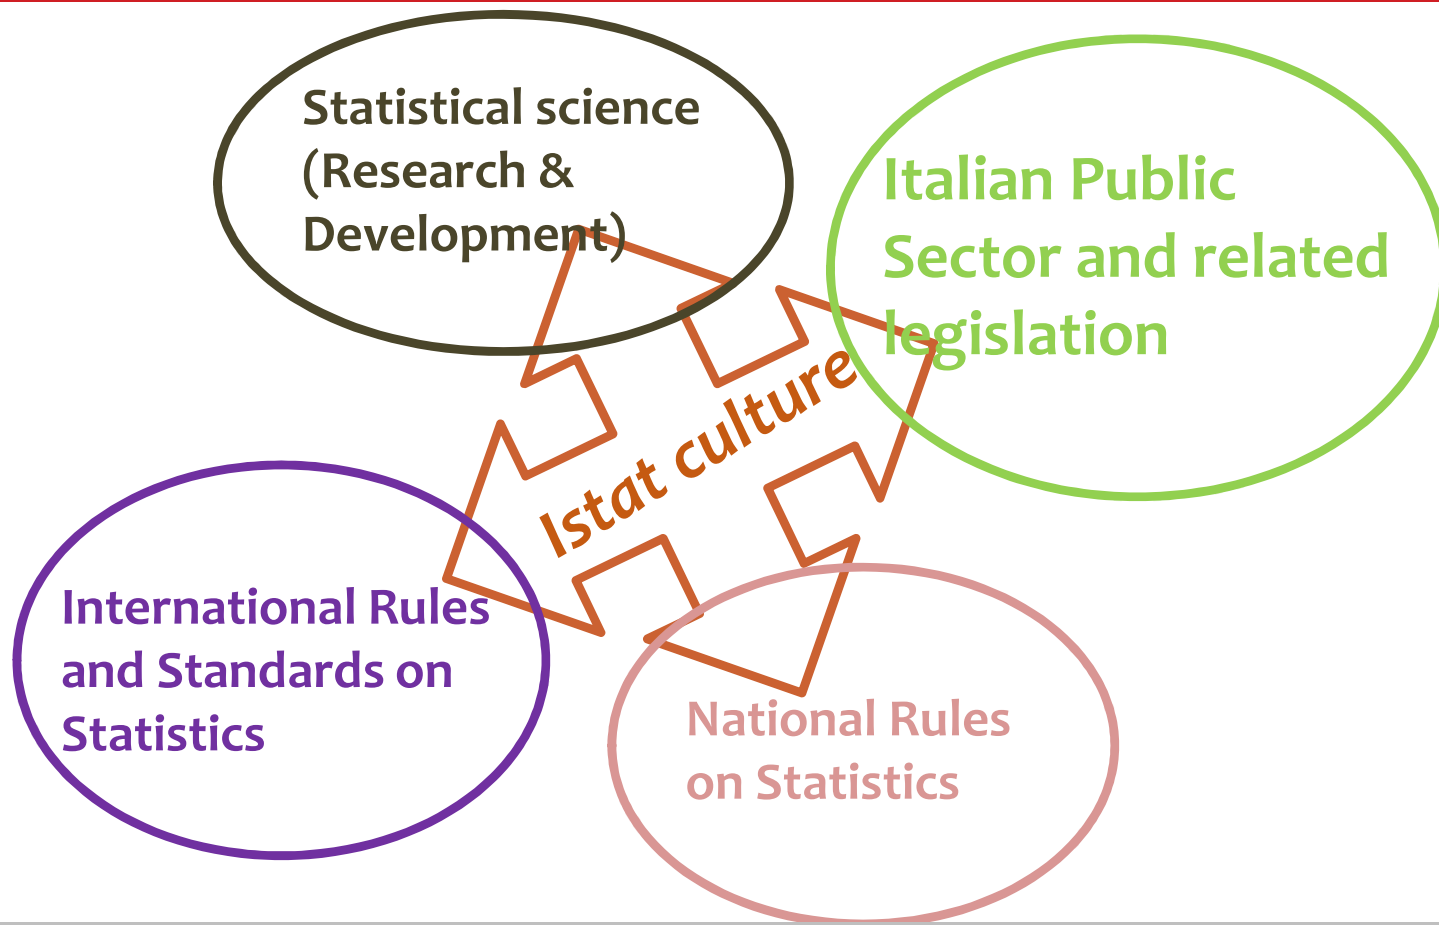 Statistical science
(Research &
Development)
Italian Public
Sector and related
legislation
Istat culture
International Rules
and Standards on
Statistics
National Rules
on Statistics